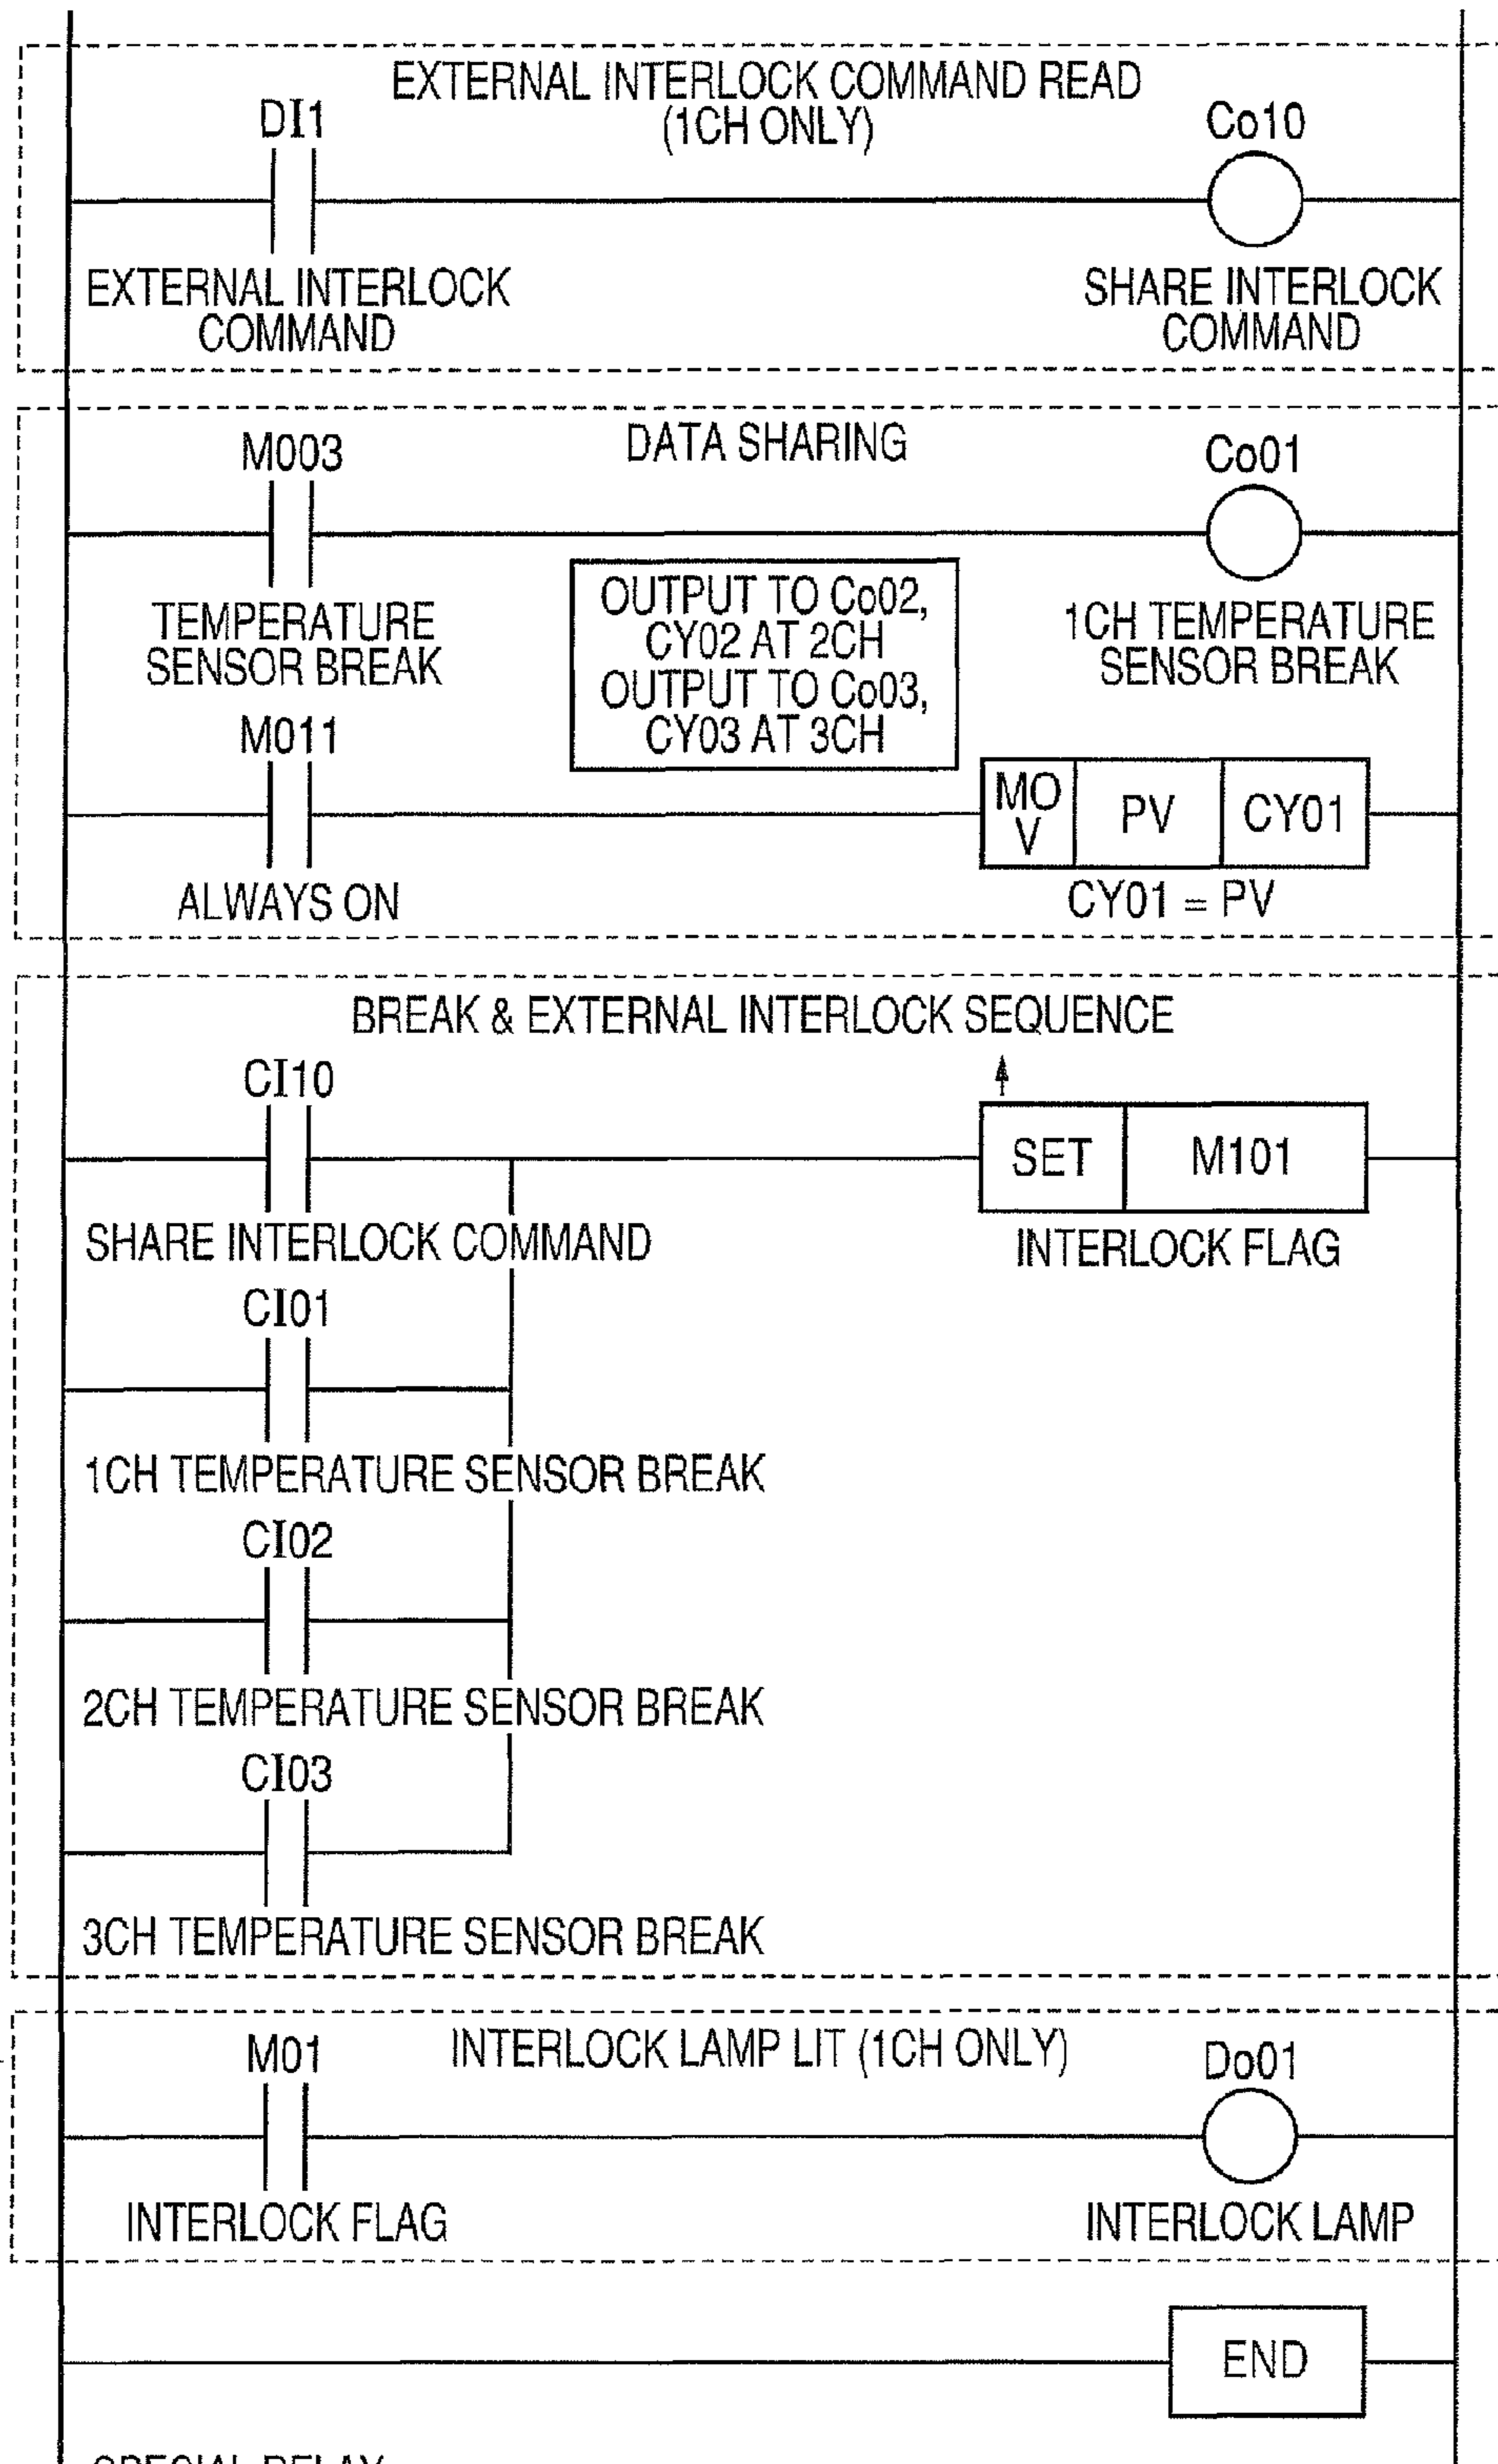 EXTERNAL INTERLOCK COMMAND READ
(1CH ONLY)
DI1
Co10
EXTERNAL INTERLOCK
COMMAND
SHARE INTERLOCK
COMMAND
DATA SHARING
M003
Co01
TEMPERATURE
SENSOR BREAK
OUTPUT TO Co02,
CY02 AT 2CH
OUTPUT TO Co03,
CY03 AT 3CH
1CH TEMPERATURE
SENSOR BREAK
M011
MO
V
PV
CY01
ALWAYS ON
CY01 = PV
BREAK & EXTERNAL INTERLOCK SEQUENCE
CI10
SET
M101
SHARE INTERLOCK COMMAND
INTERLOCK FLAG
CI01
1CH TEMPERATURE SENSOR BREAK
CI02
2CH TEMPERATURE SENSOR BREAK
CI03
3CH TEMPERATURE SENSOR BREAK
INTERLOCK LAMP LIT (1CH ONLY)
M01
Do01
INTERLOCK FLAG
INTERLOCK LAMP
END
SPECIAL RELAY